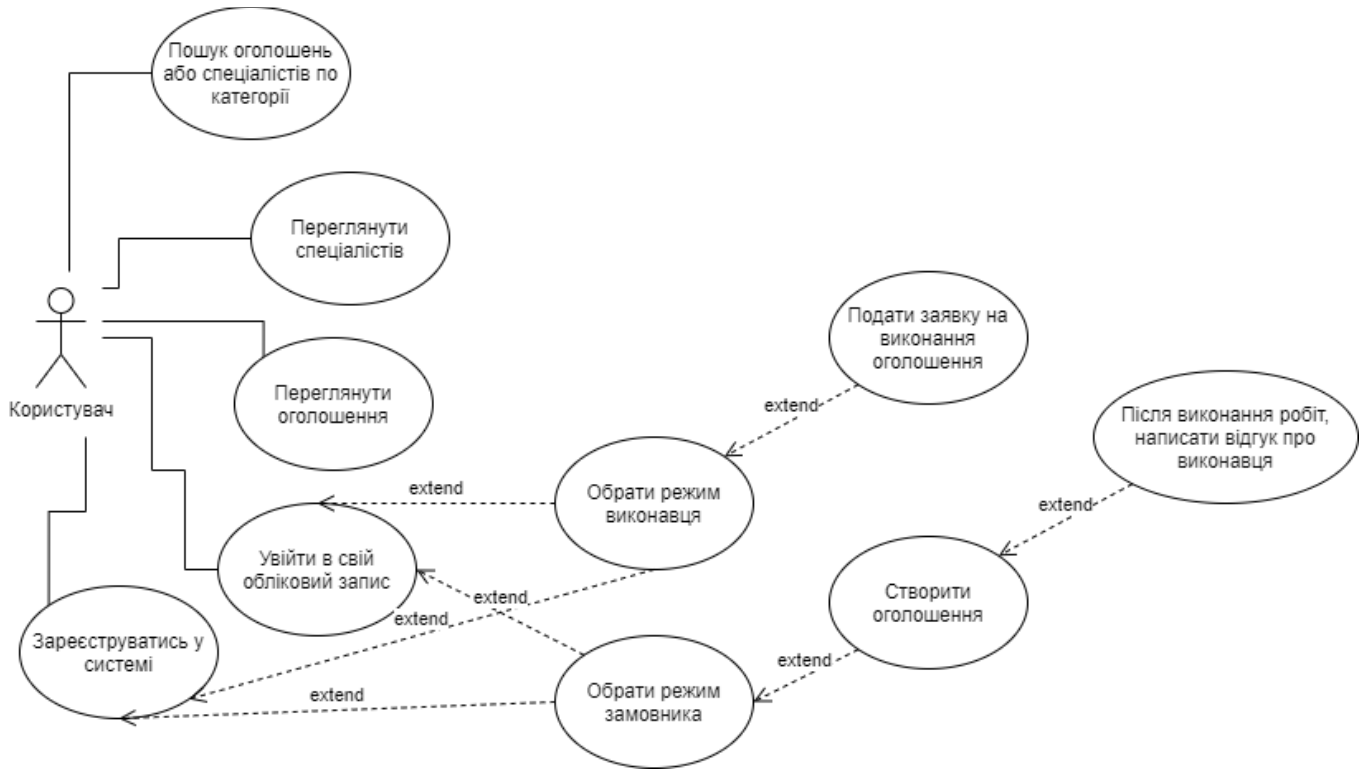 Пошук оголошень
або спеціалістів по
категорії
Переглянути
спеціалістів
Користувач
Переглянути
оголошення
Подати заявку на
виконання
оголошення
extend
Після виконання робіт,
написати відгук про
виконавця
extend
Обрати режим
виконавця
extend
Увійти в свій
обліковий запис
extend
extend
Створити
оголошення
Зареєструватись у
системі
extend
extend
Обрати режим
замовника